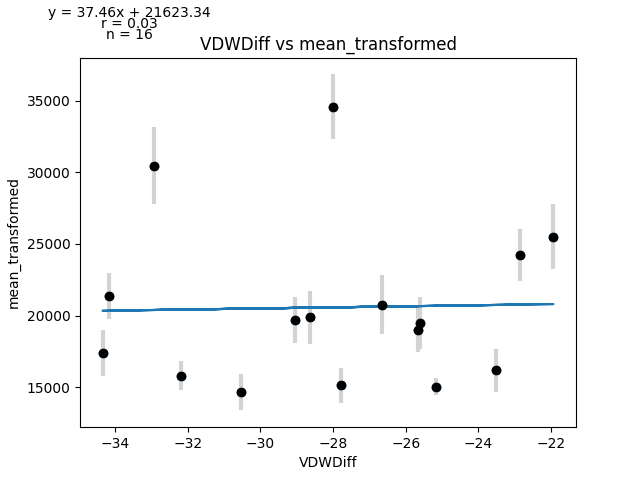 y = 37.46x + 21623.34
r = 0.03
n = 16
VDWDiff vs mean_transformed
35000
30000
25000
20000
15000
mean_transformed
−34 −32 −30 −28 −26 −24 −22
VDWDiff